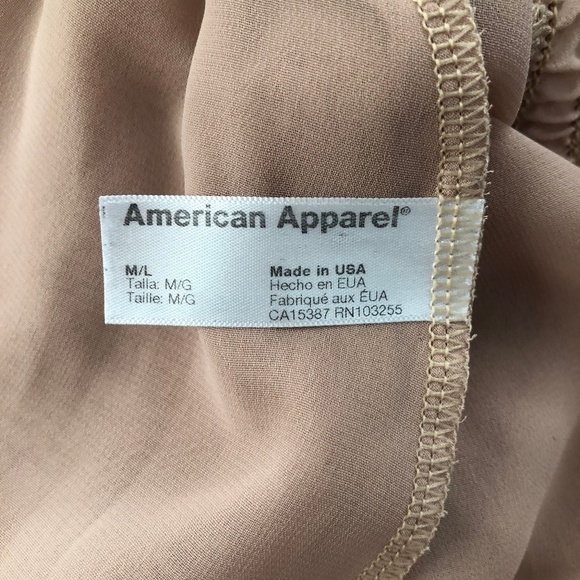 American Apparel®
M/L
Talla: M/G
Taille: M/G
Made in USA
Hecho en EUA
Fabriqué aux ÉUA
CA15387 RN103255